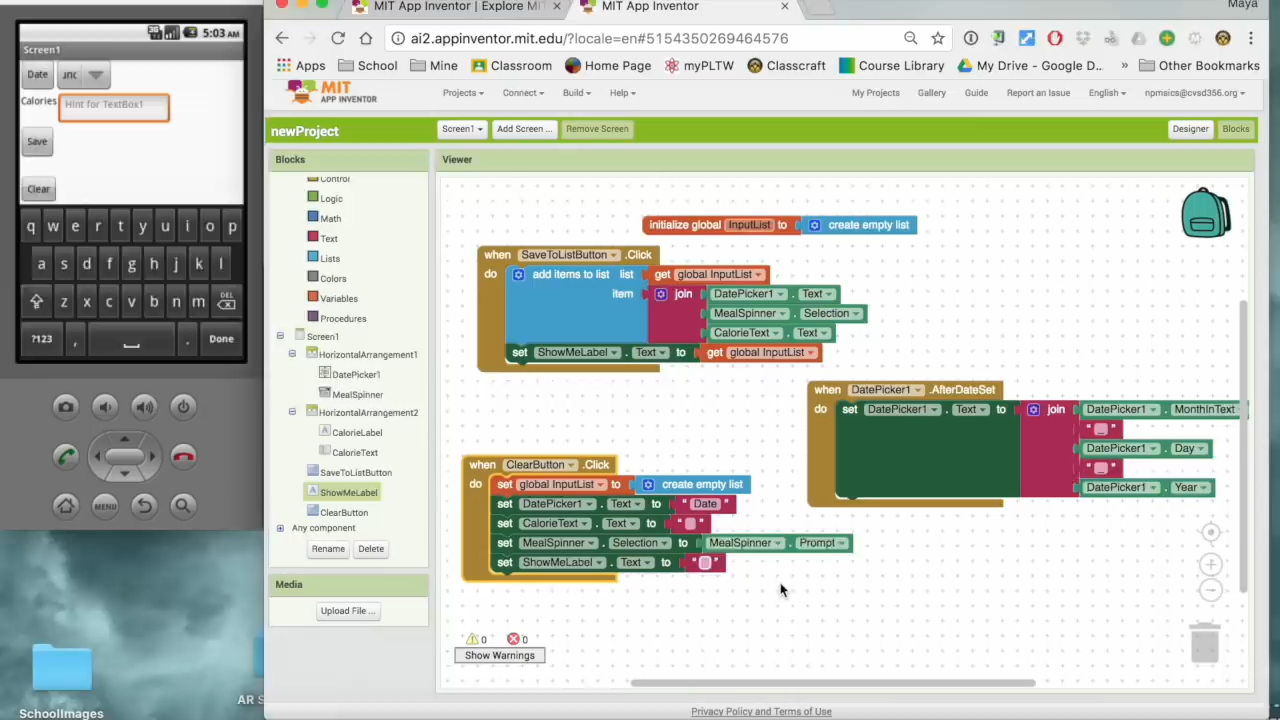 5:03 AM
Screen1
Date
unc
Calories
Hint for TextBox1
Save
Clear
q w e r t y u i o p
a s d f g h j k l
z x c v b n m DEL
?123 , . Done
MENU
SchoolImages
AR S
MIT App Inventor | Explore MIT
MIT App Inventor
Maya
ai2.appinventor.mit.edu/?locale=en#5154350269464576
Apps School Mine Classroom Home Page myPLTW Classcraft Course Library My Drive - Google D... » Other Bookmarks
MIT
APP INVENTOR
Projects Connect Build Help
My Projects Gallery Guide Report an Issue English npmsics@cvsd356.org
newProject
Screen1 Add Screen ... Remove Screen
Designer Blocks
Blocks
Control
Logic
Math
Text
Lists
Colors
Variables
Procedures
Screen1
HorizontalArrangement1
DatePicker1
MealSpinner
HorizontalArrangement2
CalorieLabel
CalorieText
SaveToListButton
ShowMeLabel
ClearButton
Any component
Rename Delete
Media
Upload File ...
Viewer
initialize global InputList to create empty list
when SaveToListButton .Click
do add items to list list get global InputList
item join DatePicker1 . Text
MealSpinner . Selection
CalorieText . Text
set ShowMeLabel . Text to get global InputList
when DatePicker1 .AfterDateSet
do set DatePicker1 . Text to join DatePicker1 . MonthInText
" _ "
DatePicker1 . Day
" _ "
DatePicker1 . Year
when ClearButton .Click
do set global InputList to create empty list
set DatePicker1 . Text to " Date "
set CalorieText . Text to " "
set MealSpinner . Selection to MealSpinner . Prompt
set ShowMeLabel . Text to " "
0 0
Show Warnings
Privacy Policy and Terms of Use